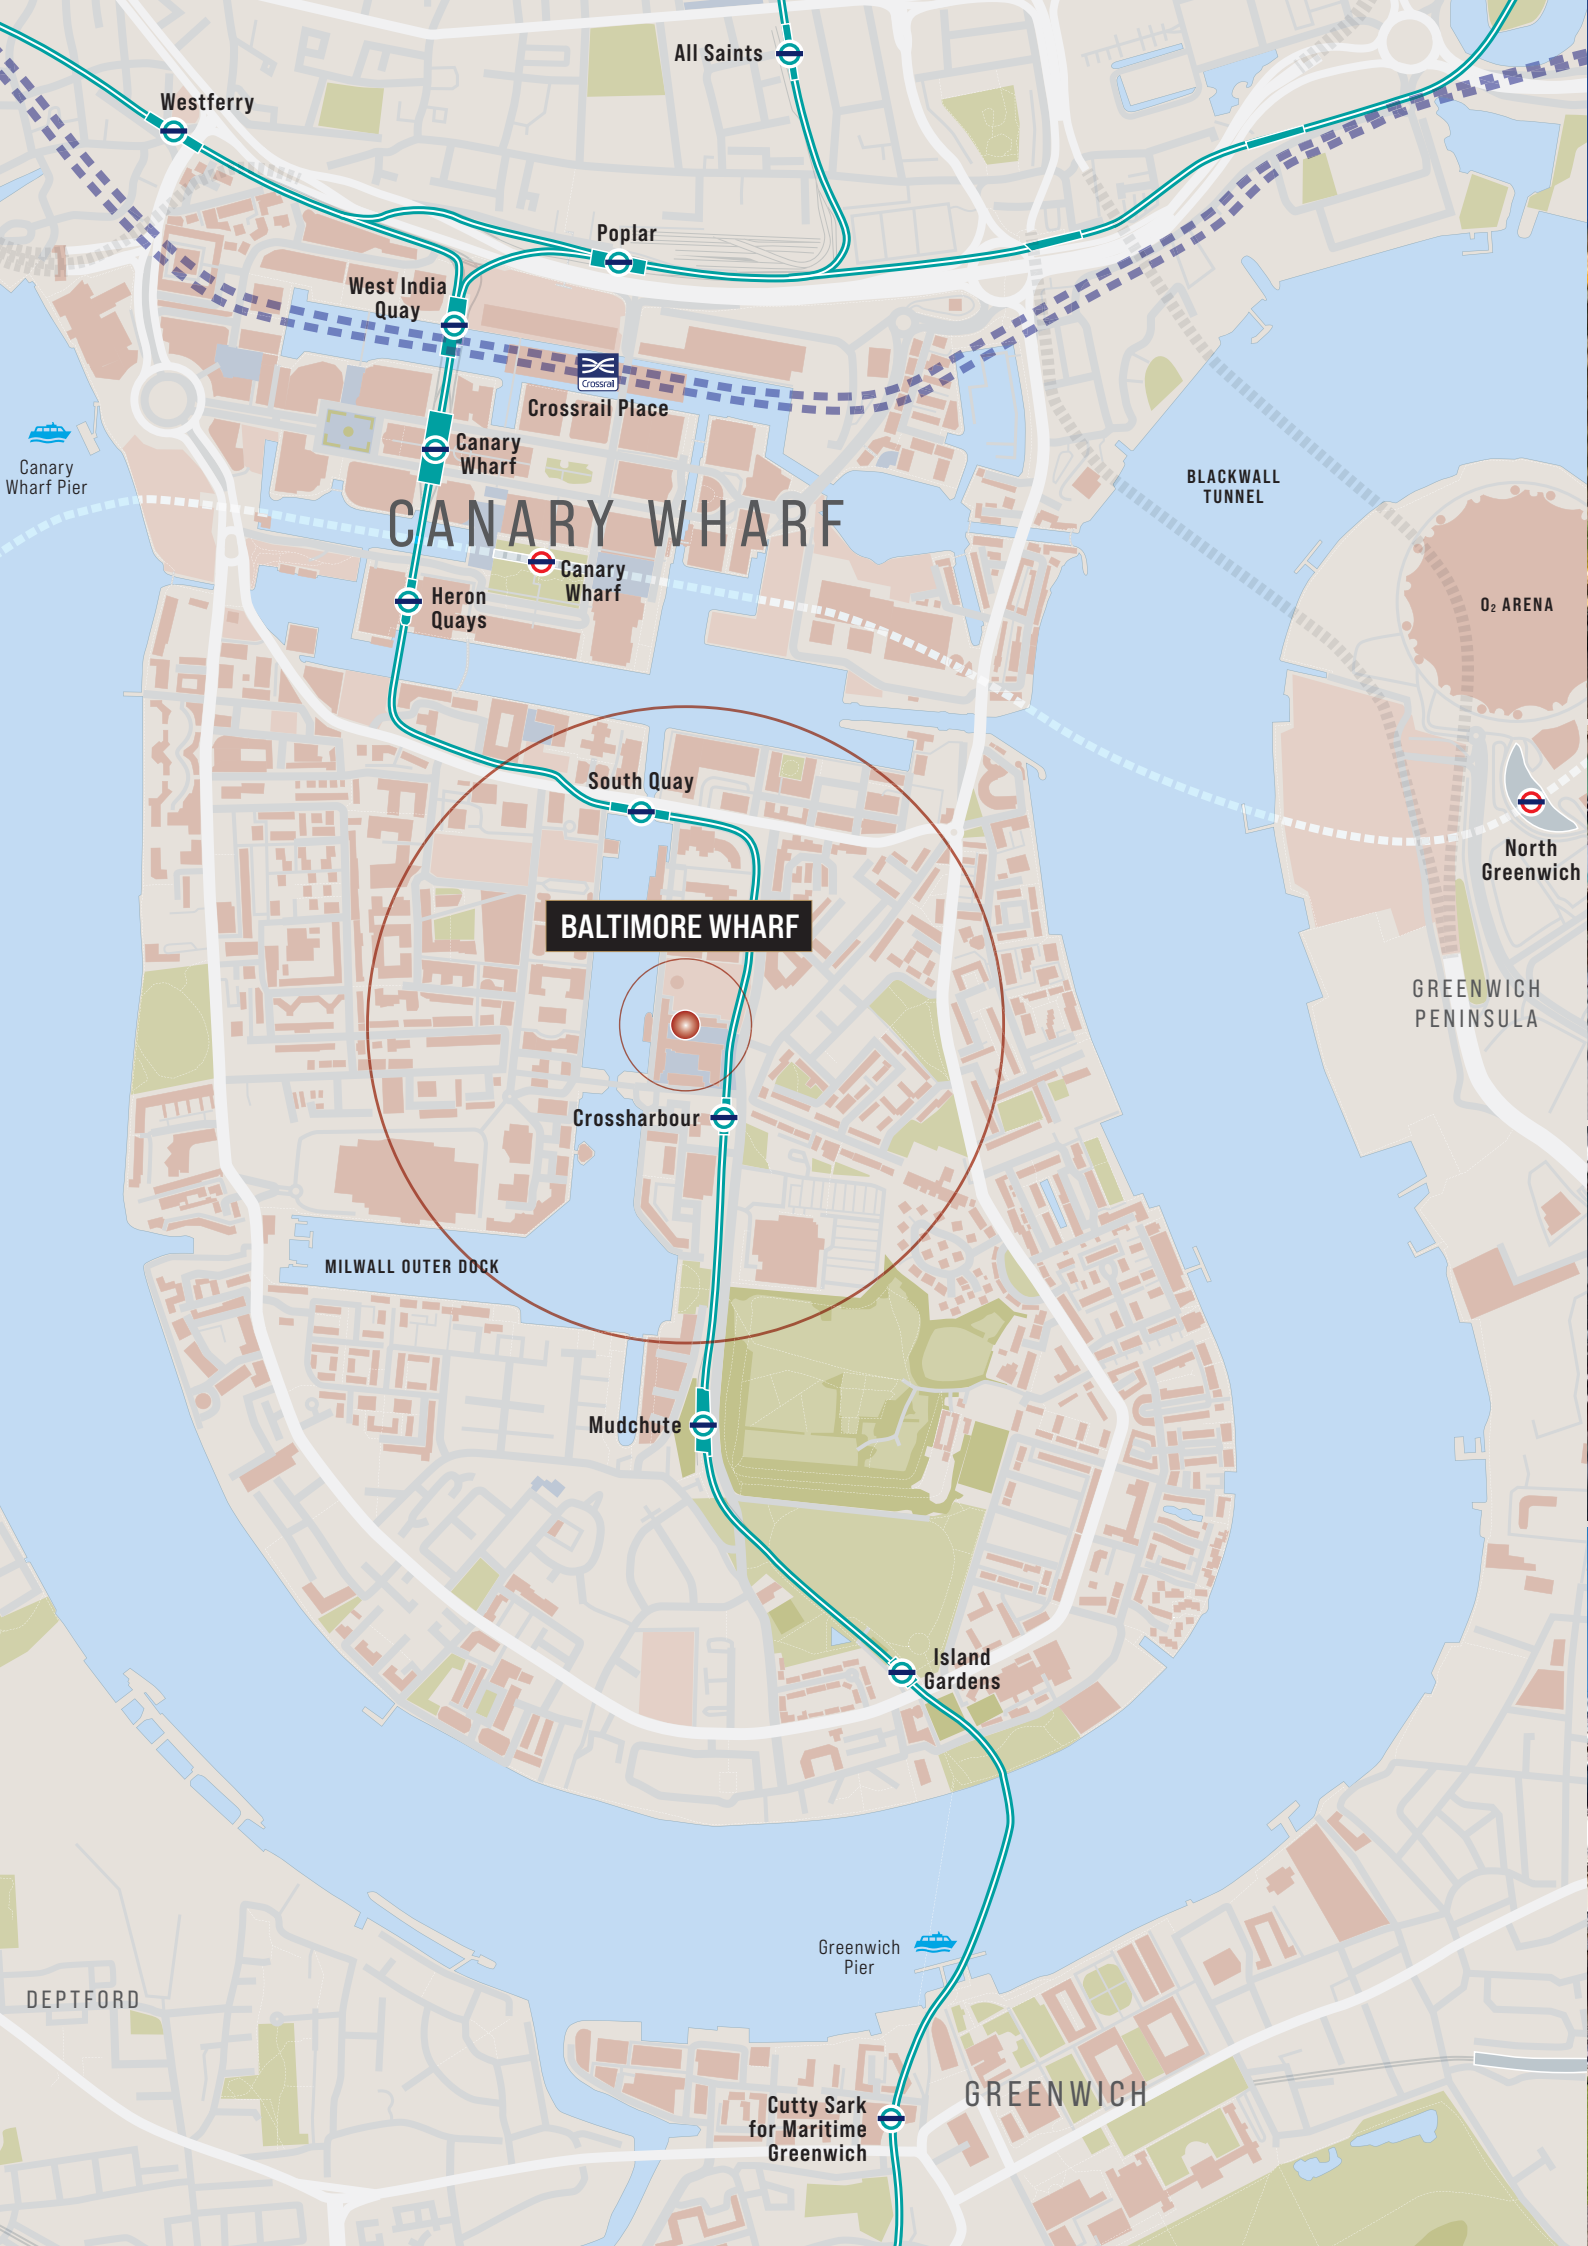 All Saints
Westferry
Poplar
West India
Quay
Crossrail
Crossrail Place
Canary
Wharf
Canary
Wharf Pier
BLACKWALL
TUNNEL
CANARY WHARF
Canary
Wharf
Heron
Quays
O₂ ARENA
South Quay
North
Greenwich
BALTIMORE WHARF
GREENWICH
PENINSULA
Crossharbour
MILWALL OUTER DOCK
Mudchute
Island
Gardens
Greenwich
Pier
DEPTFORD
GREENWICH
Cutty Sark
for Maritime
Greenwich